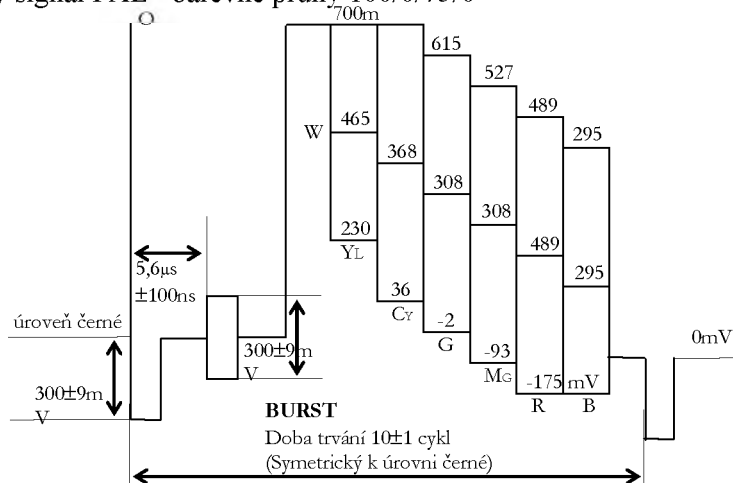 signál PAL - barevné pruhy 100/0/75/0
700m
615
527
489
295
W
465
368
308
308
489
295
230
YL
36
CY
-2
G
-93
MG
-175 mV
R
B
5,6µs
±100ns
úroveň černé
0mV
300±9m
V
300±9m
V
BURST
Doba trvání 10±1 cykl
(Symetrický k úrovni černé)